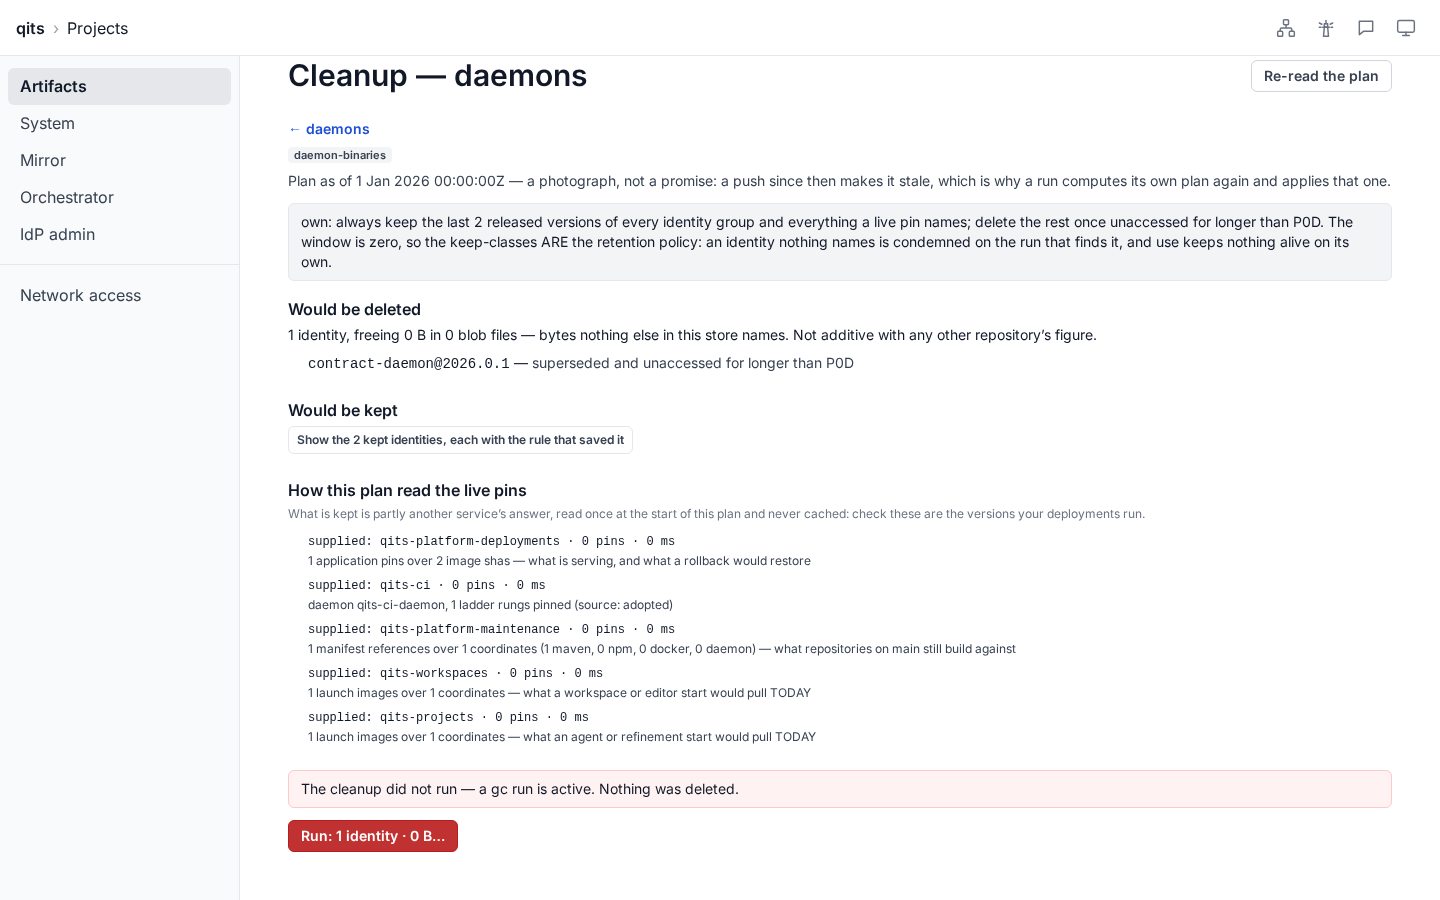 qits › Projects
Artifacts
System
Mirror
Orchestrator
IdP admin
Network access
Cleanup — daemons
Re-read the plan
← daemons
daemon-binaries
Plan as of 1 Jan 2026 00:00:00Z — a photograph, not a promise: a push since then makes it stale, which is why a run computes its own plan again and applies that one.
own: always keep the last 2 released versions of every identity group and everything a live pin names; delete the rest once unaccessed for longer than P0D. The
window is zero, so the keep-classes ARE the retention policy: an identity nothing names is condemned on the run that finds it, and use keeps nothing alive on its
own.
Would be deleted
1 identity, freeing 0 B in 0 blob files — bytes nothing else in this store names. Not additive with any other repository’s figure.
contract-daemon@2026.0.1 — superseded and unaccessed for longer than P0D
Would be kept
Show the 2 kept identities, each with the rule that saved it
How this plan read the live pins
What is kept is partly another service’s answer, read once at the start of this plan and never cached: check these are the versions your deployments run.
supplied: qits-platform-deployments · 0 pins · 0 ms
1 application pins over 2 image shas — what is serving, and what a rollback would restore
supplied: qits-ci · 0 pins · 0 ms
daemon qits-ci-daemon, 1 ladder rungs pinned (source: adopted)
supplied: qits-platform-maintenance · 0 pins · 0 ms
1 manifest references over 1 coordinates (1 maven, 0 npm, 0 docker, 0 daemon) — what repositories on main still build against
supplied: qits-workspaces · 0 pins · 0 ms
1 launch images over 1 coordinates — what a workspace or editor start would pull TODAY
supplied: qits-projects · 0 pins · 0 ms
1 launch images over 1 coordinates — what an agent or refinement start would pull TODAY
The cleanup did not run — a gc run is active. Nothing was deleted.
Run: 1 identity · 0 B…